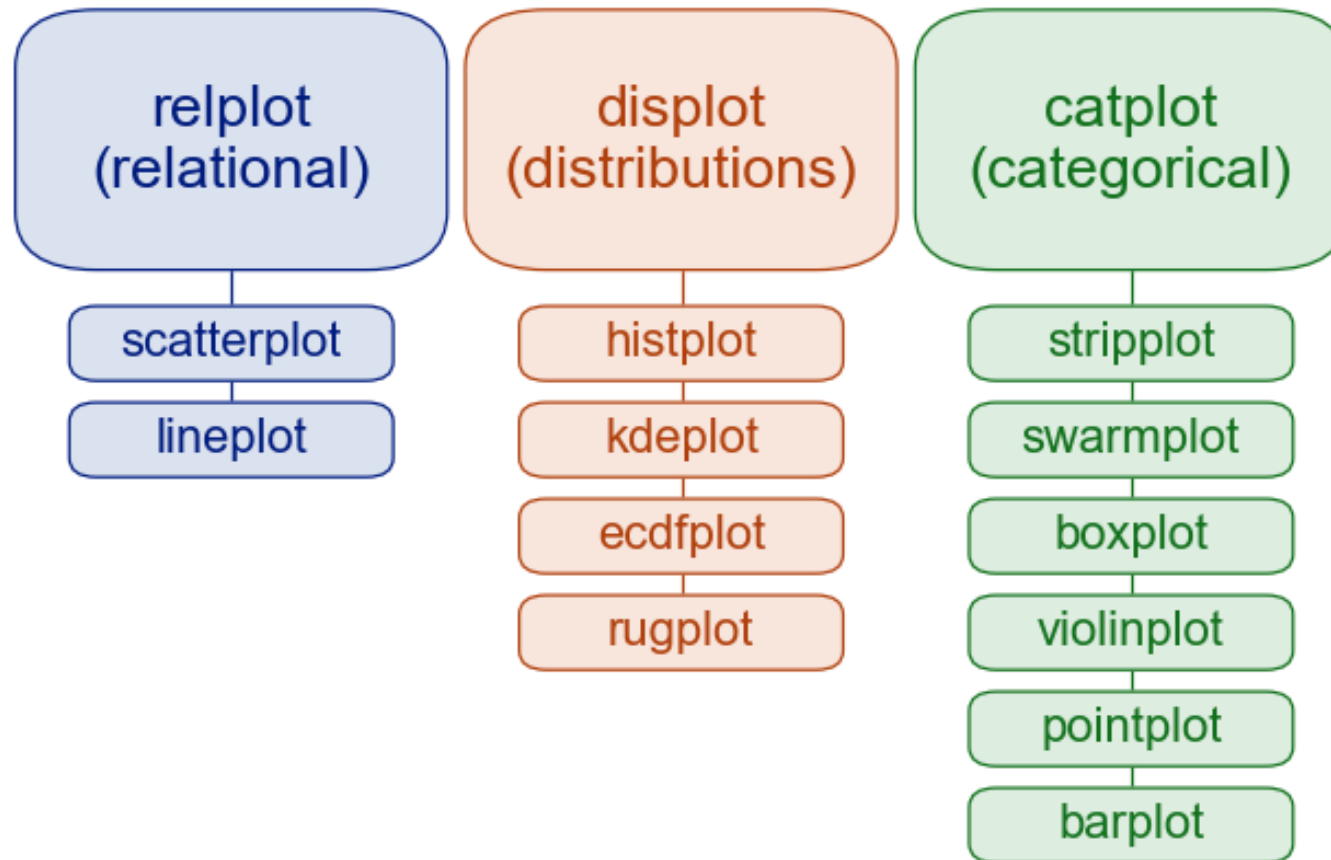 relplot
(relational)
scatterplot
lineplot
displot
(distributions)
histplot
kdeplot
ecdfplot
rugplot
catplot
(categorical)
stripplot
swarmplot
boxplot
violinplot
pointplot
barplot